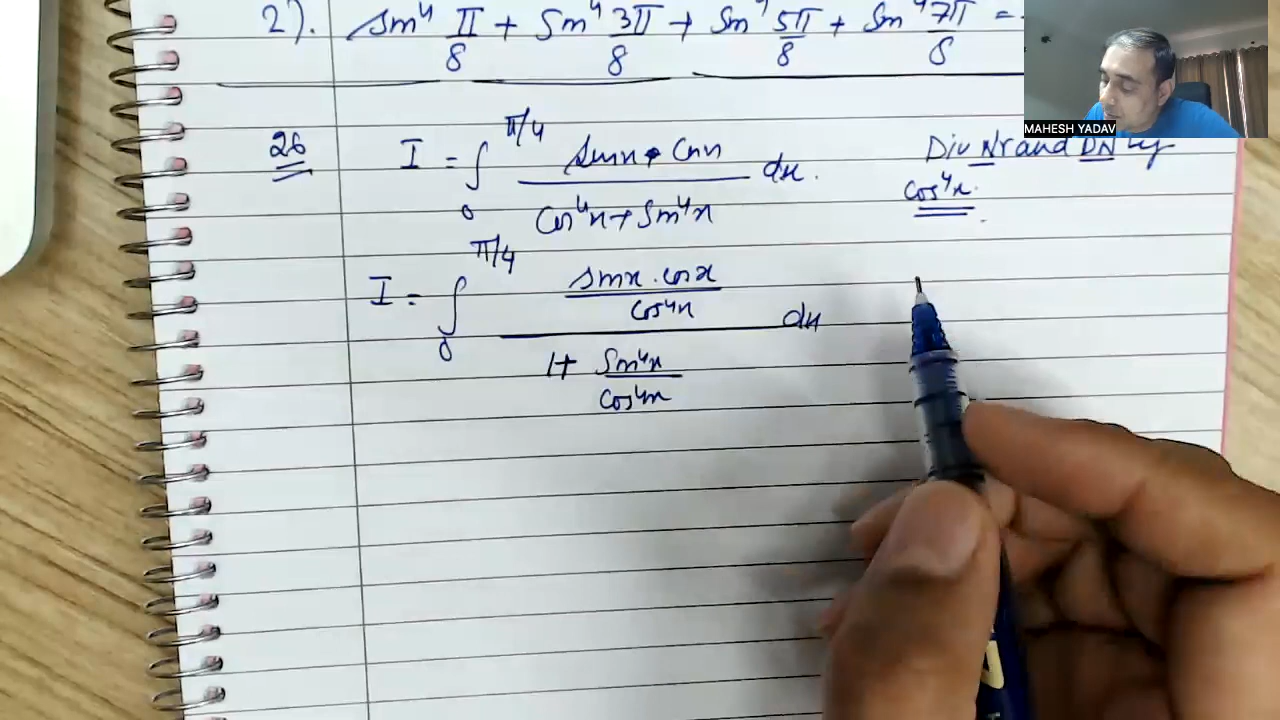 2). Sin⁴ π/8 + Sin⁴ 3π/8 + Sin⁴ 5π/8 + Sin⁴ 7π/8 =
MAHESH YADAV
26 I = ∫₀^π/4 Sinx · Cosx / Cos⁴x + Sin⁴x dx. Div Nr and DN by
cos⁴x.
I = ∫₀^π/4 (sinx · cosx / cos⁴x) / (1 + Sin⁴x / cos⁴x) dx